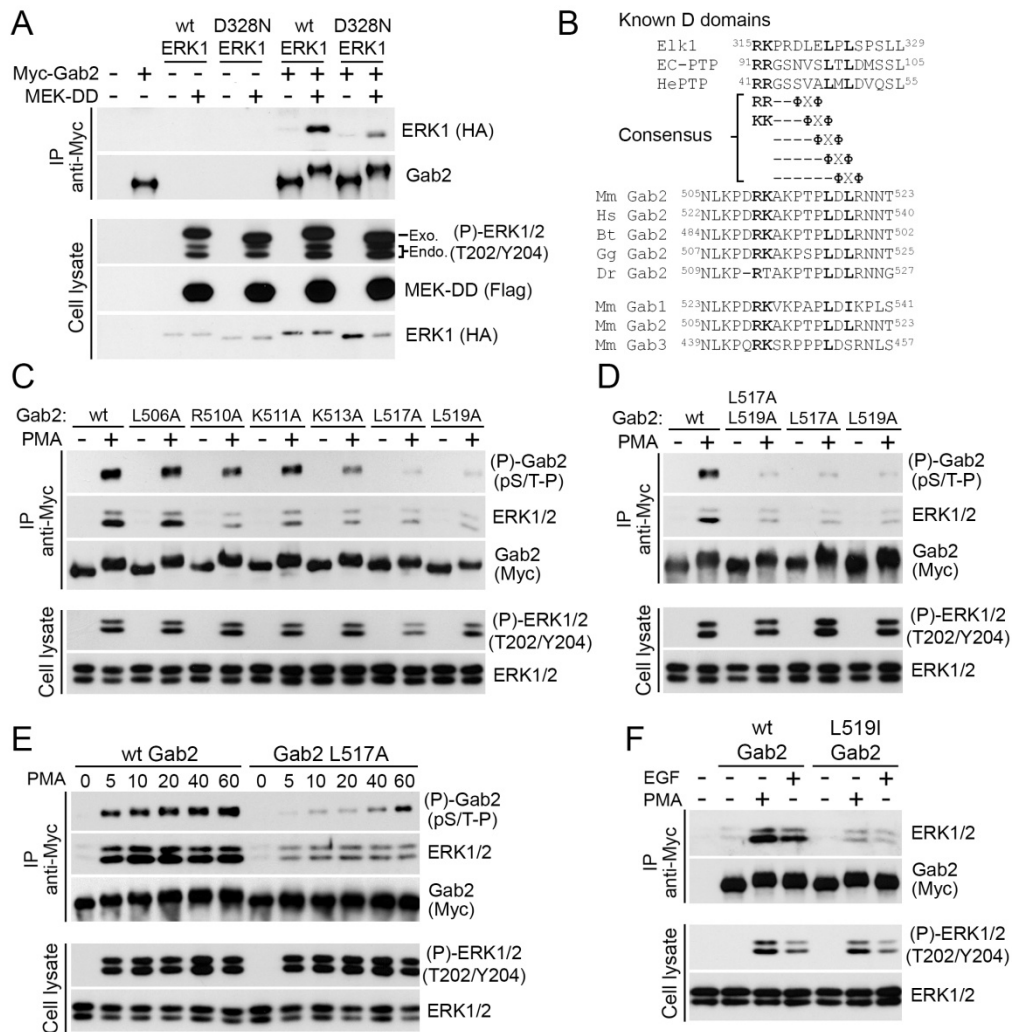 A
wt ERK1 D328N ERK1 wt ERK1 D328N ERK1
Myc-Gab2 - + - - - - + + + +
MEK-DD - - - + - + - + - +
IP anti-Myc
ERK1 (HA)
Gab2
Cell lysate
Exo. (P)-ERK1/2
Endo. (T202/Y204)
MEK-DD (Flag)
ERK1 (HA)
B
Known D domains
Elk1 315RKPRDLELPLSPSLL329
EC-PTP 91RRGSNVSLTLDMSSL105
HePTP 41RRGSSVALMLDVQSL55
RR---ΦXΦ
KK----ΦXΦ
Consensus
-----ΦXΦ
------ΦXΦ
------ΦXΦ
Mm Gab2 505NLKPDRKAKPTPLDLRNNT523
Hs Gab2 522NLKPDRKAKPTPLDLRNNT540
Bt Gab2 484NLKPDRKAKPTPLDLRNNT502
Gg Gab2 507NLKPDRKAKPSPLDLRNNT525
Dr Gab2 509NLKP-RTAKPTPLDLRNNG527
Mm Gab1 523NLKPDRKVKPAPLDIKPLS541
Mm Gab2 505NLKPDRKAKPTPLDLRNNT523
Mm Gab3 439NLKPQRKSRPPPLDSRNLS457
C
Gab2: wt L506A R510A K511A K513A L517A L519A
PMA - + - + - + - + - + - + - +
IP anti-Myc
(P)-Gab2
(pS/T-P)
ERK1/2
Gab2
(Myc)
Cell lysate
(P)-ERK1/2
(T202/Y204)
ERK1/2
D
L517A
Gab2: wt L519A L517A L519A
PMA - + - + - + - +
IP anti-Myc
(P)-Gab2
(pS/T-P)
ERK1/2
Gab2
(Myc)
Cell lysate
(P)-ERK1/2
(T202/Y204)
ERK1/2
E
wt Gab2 Gab2 L517A
PMA 0 5 10 20 40 60 0 5 10 20 40 60
IP anti-Myc
(P)-Gab2
(pS/T-P)
ERK1/2
Gab2
(Myc)
Cell lysate
(P)-ERK1/2
(T202/Y204)
ERK1/2
F
wt Gab2 L519I Gab2
EGF - - - + - - +
PMA - - + - - + -
IP anti-Myc
ERK1/2
Gab2
(Myc)
Cell lysate
(P)-ERK1/2
(T202/Y204)
ERK1/2